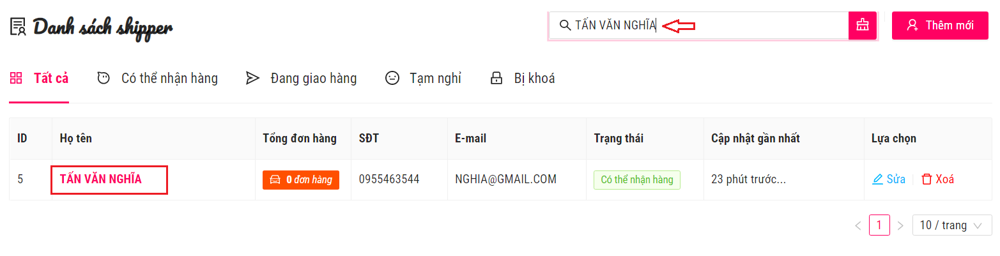 Danh sách shipper
TẤN VĂN NGHĨA
Thêm mới
Tất cả Có thể nhận hàng Đang giao hàng Tạm nghỉ Bị khoá
ID Họ tên Tổng đơn hàng SĐT E-mail Trạng thái Cập nhật gần nhất Lựa chọn
5 TẤN VĂN NGHĨA 0 đơn hàng 0955463544 NGHIA@GMAIL.COM Có thể nhận hàng 23 phút trước... Sửa Xoá
1 10 / trang